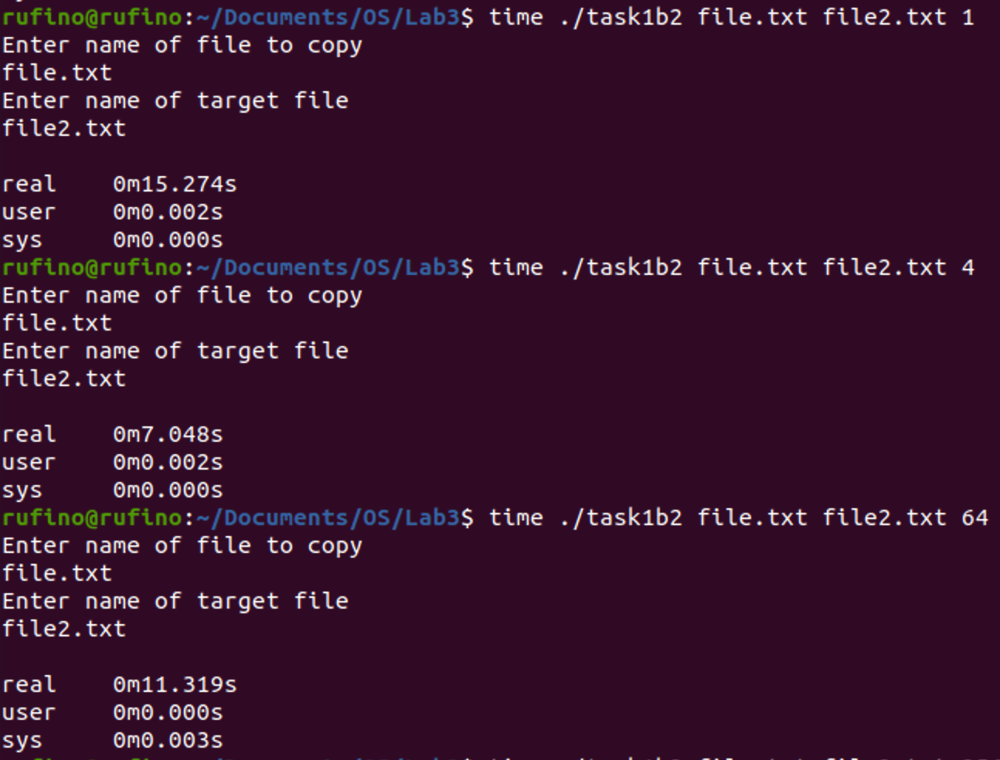 rufino@rufino:~/Documents/OS/Lab3$ time ./task1b2 file.txt file2.txt 1
Enter name of file to copy
file.txt
Enter name of target file
file2.txt
real    0m15.274s
user    0m0.002s
sys     0m0.000s
rufino@rufino:~/Documents/OS/Lab3$ time ./task1b2 file.txt file2.txt 4
Enter name of file to copy
file.txt
Enter name of target file
file2.txt
real    0m7.048s
user    0m0.002s
sys     0m0.000s
rufino@rufino:~/Documents/OS/Lab3$ time ./task1b2 file.txt file2.txt 64
Enter name of file to copy
file.txt
Enter name of target file
file2.txt
real    0m11.319s
user    0m0.000s
sys     0m0.003s